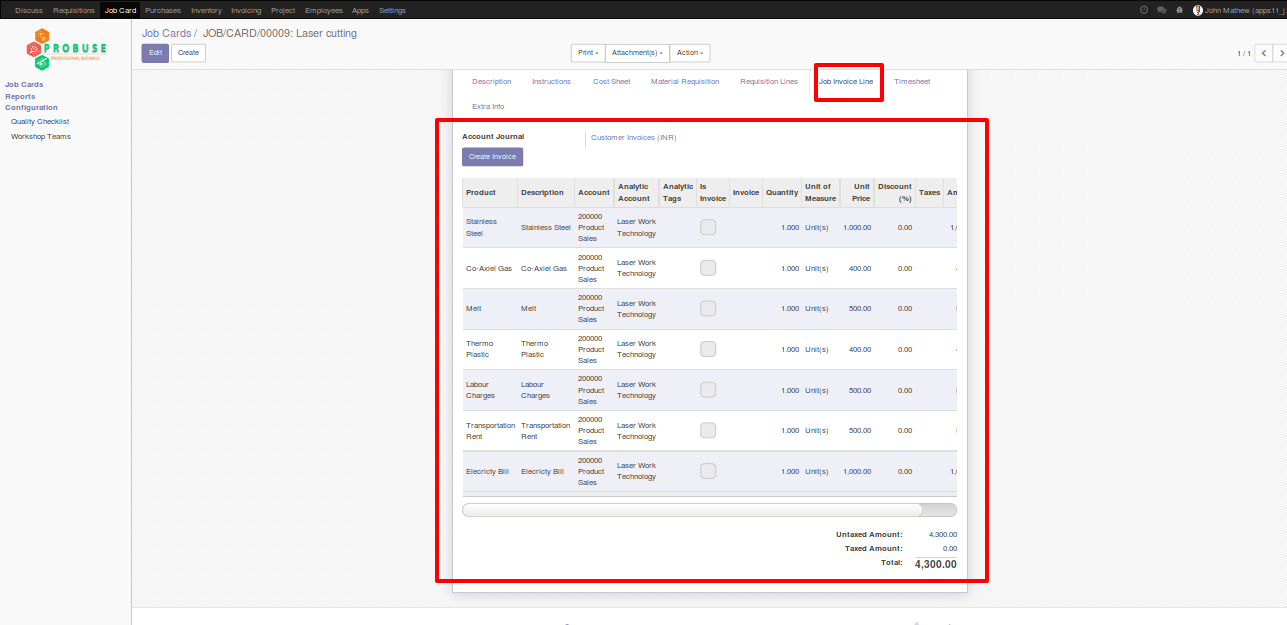 Discuss Requisitions Job Card Purchases Inventory Invoicing Project Employees Apps Settings John Mathew (apps11_j
PROBUSE
PROFESSIONAL BUSINESS
Job Cards
Reports
Configuration
Quality Checklist
Workshop Teams
Job Cards / JOB/CARD/00009: Laser cutting
Edit Create Print Attachment(s) Action 1 / 1
Description Instructions Cost Sheet Material Requisition Requisition Lines Job Invoice Line Timesheet
Extra Info
Account Journal Customer Invoices (INR)
Create Invoice
Product Description Account Analytic Account Analytic Tags Is Invoice Invoice Quantity Unit of Measure Unit Price Discount (%) Taxes Am
Stainless Steel Stainless Steel 200000 Product Sales Laser Work Technology 1.000 Unit(s) 1,000.00 0.00 1,
Co-Axiel Gas Co-Axiel Gas 200000 Product Sales Laser Work Technology 1.000 Unit(s) 400.00 0.00
Melt Melt 200000 Product Sales Laser Work Technology 1.000 Unit(s) 500.00 0.00
Thermo Plastic Thermo Plastic 200000 Product Sales Laser Work Technology 1.000 Unit(s) 400.00 0.00
Labour Charges Labour Charges 200000 Product Sales Laser Work Technology 1.000 Unit(s) 500.00 0.00
Transportation Rent Transportation Rent 200000 Product Sales Laser Work Technology 1.000 Unit(s) 500.00 0.00
Elecricty Bill Elecricty Bill 200000 Product Sales Laser Work Technology 1.000 Unit(s) 1,000.00 0.00 1,
Untaxed Amount: 4,300.00
Taxed Amount: 0.00
Total: 4,300.00